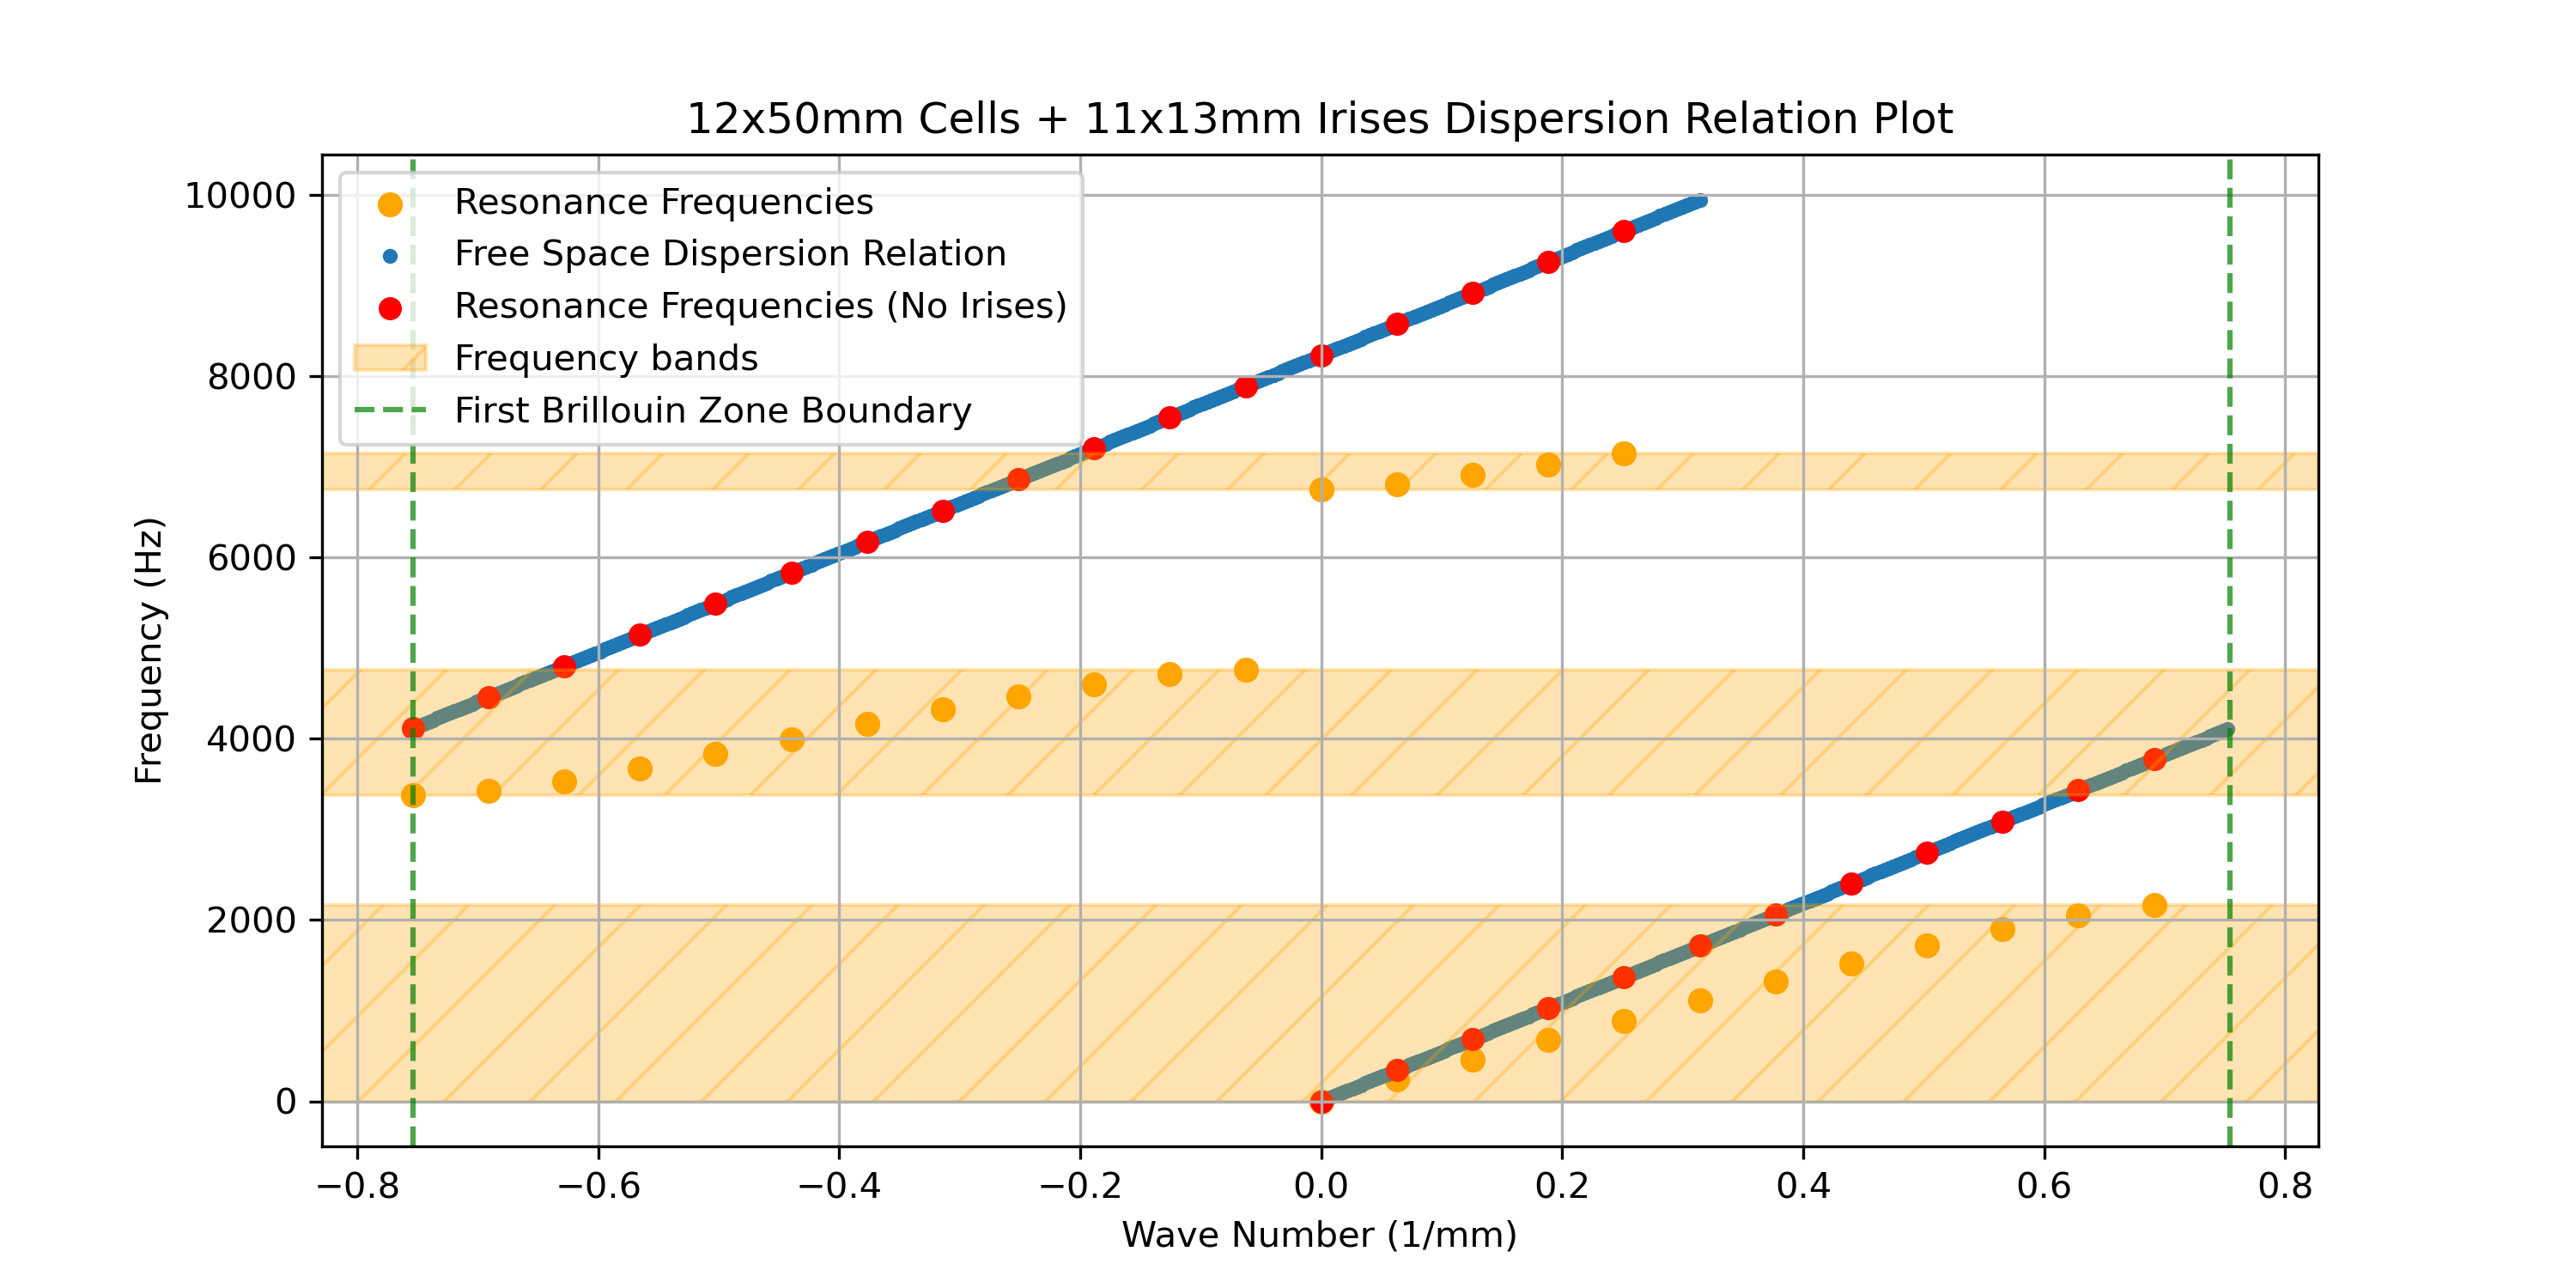 12x50mm Cells + 11x13mm Irises Dispersion Relation Plot
Resonance Frequencies
Free Space Dispersion Relation
Resonance Frequencies (No Irises)
Frequency bands
First Brillouin Zone Boundary
Frequency (Hz)
10000
8000
6000
4000
2000
0
−0.8 −0.6 −0.4 −0.2 0.0 0.2 0.4 0.6 0.8
Wave Number (1/mm)